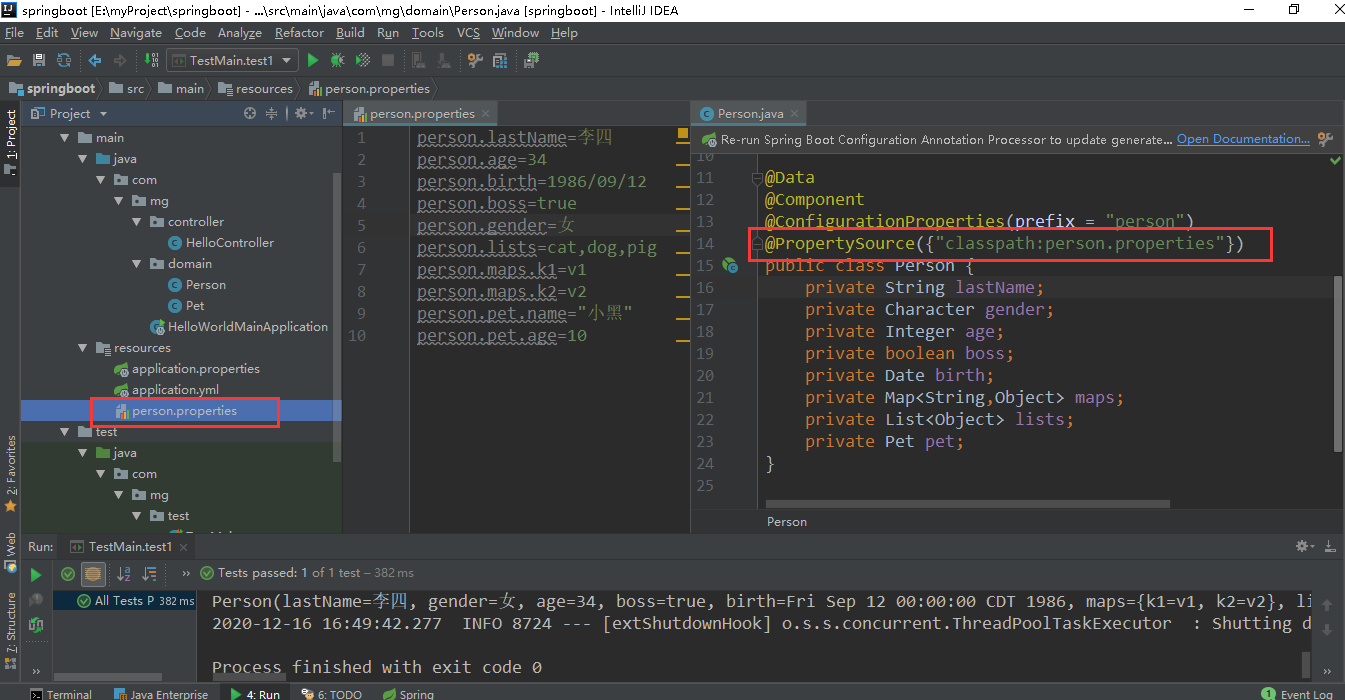 springboot [E:\myProject\springboot] - ...\src\main\java\com\mg\domain\Person.java [springboot] - IntelliJ IDEA
File Edit View Navigate Code Analyze Refactor Build Run Tools VCS Window Help
TestMain.test1
springboot src main resources person.properties
1: Project
2: Favorites
Web
7: Structure
Project
main
java
com
mg
controller
HelloController
domain
Person
Pet
HelloWorldMainApplication
resources
application.properties
application.yml
person.properties
test
java
com
mg
test
person.properties
1 person.lastName=李四
2 person.age=34
3 person.birth=1986/09/12
4 person.boss=true
5 person.gender=女
6 person.lists=cat,dog,pig
7 person.maps.k1=v1
8 person.maps.k2=v2
9 person.pet.name="小黑"
10 person.pet.age=10
Person.java
Re-run Spring Boot Configuration Annotation Processor to update generate... Open Documentation...
10
11 @Data
12 @Component
13 @ConfigurationProperties(prefix = "person")
14 @PropertySource({"classpath:person.properties"})
15 public class Person {
16 private String lastName;
17 private Character gender;
18 private Integer age;
19 private boolean boss;
20 private Date birth;
21 private Map<String,Object> maps;
22 private List<Object> lists;
23 private Pet pet;
24 }
25
Person
Run: TestMain.test1
Tests passed: 1 of 1 test – 382 ms
All Tests P 382 ms
Person(lastName=李四, gender=女, age=34, boss=true, birth=Fri Sep 12 00:00:00 CDT 1986, maps={k1=v1, k2=v2}, li
2020-12-16 16:49:42.277 INFO 8724 --- [extShutdownHook] o.s.s.concurrent.ThreadPoolTaskExecutor : Shutting d
Process finished with exit code 0
Terminal Java Enterprise 4: Run 6: TODO Spring 1 Event Log